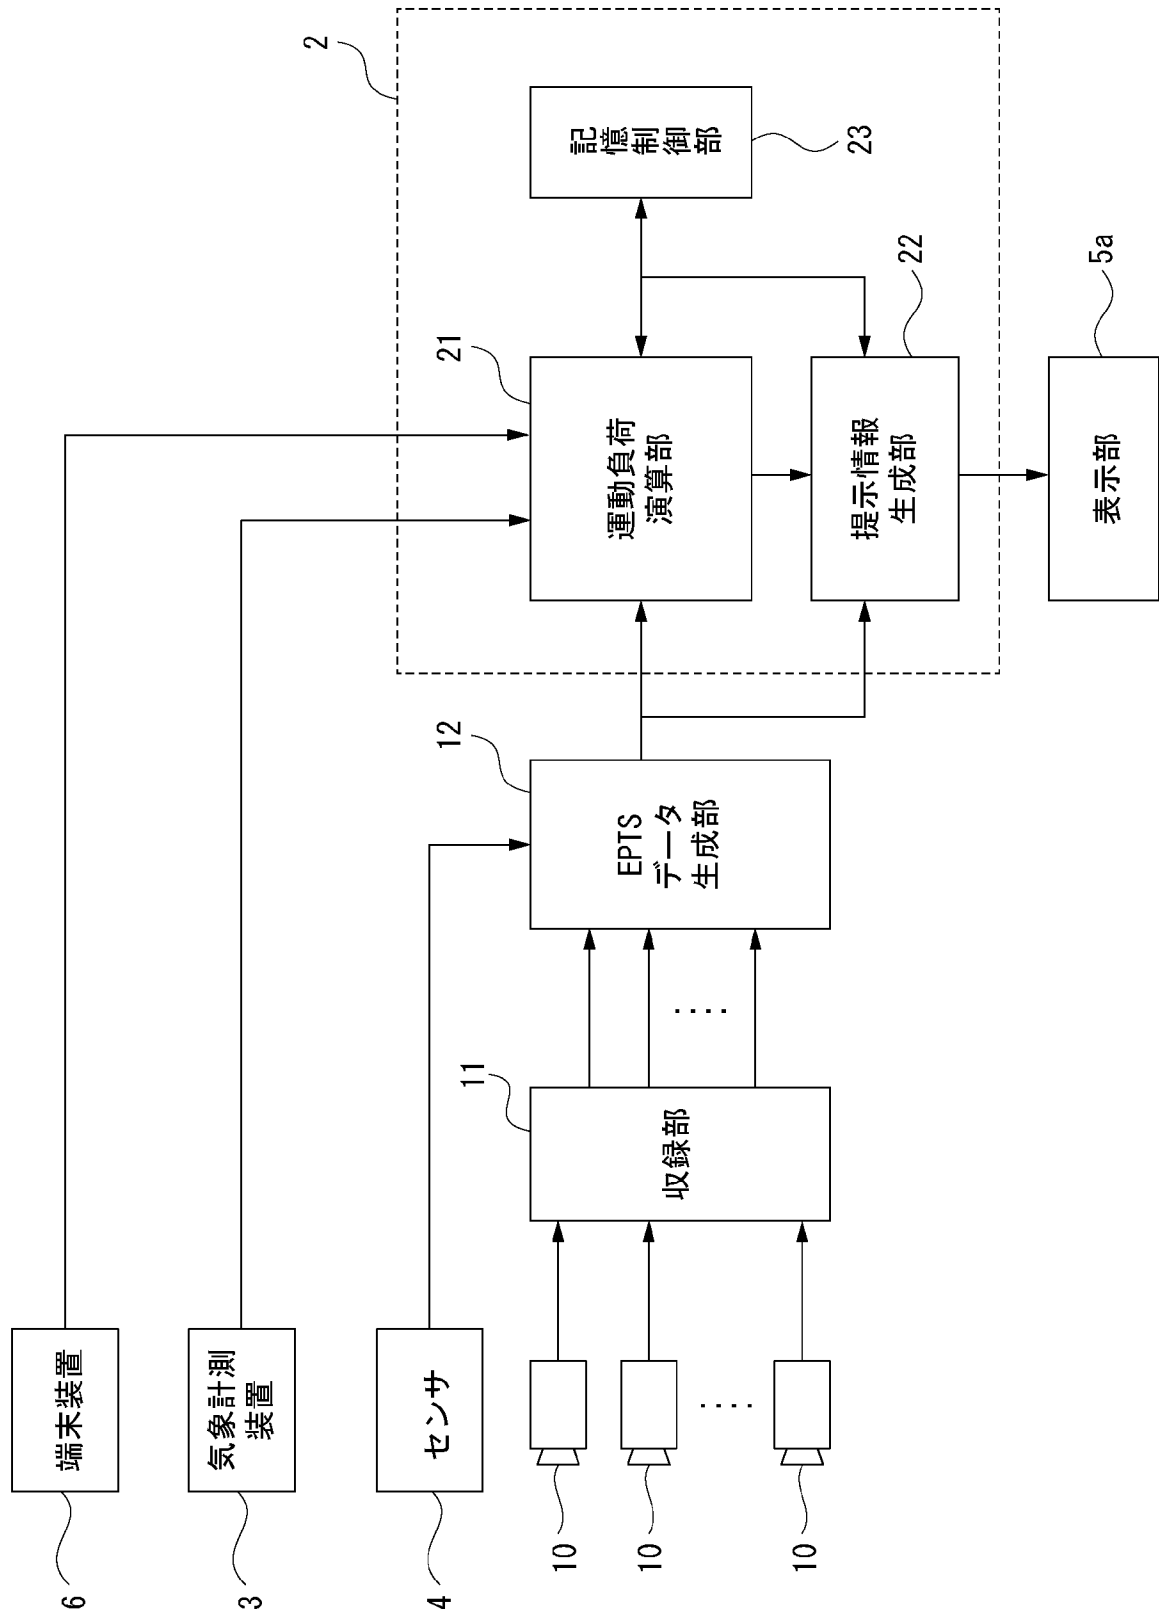 6
端末装置
3
気象計測
装置
2
4
センサ
10
10
‥‥
10
11
収録部
‥‥
12
EPTS
データ
生成部
21
運動負荷
演算部
記憶制御部
23
提示情報
生成部
22
表示部
5a